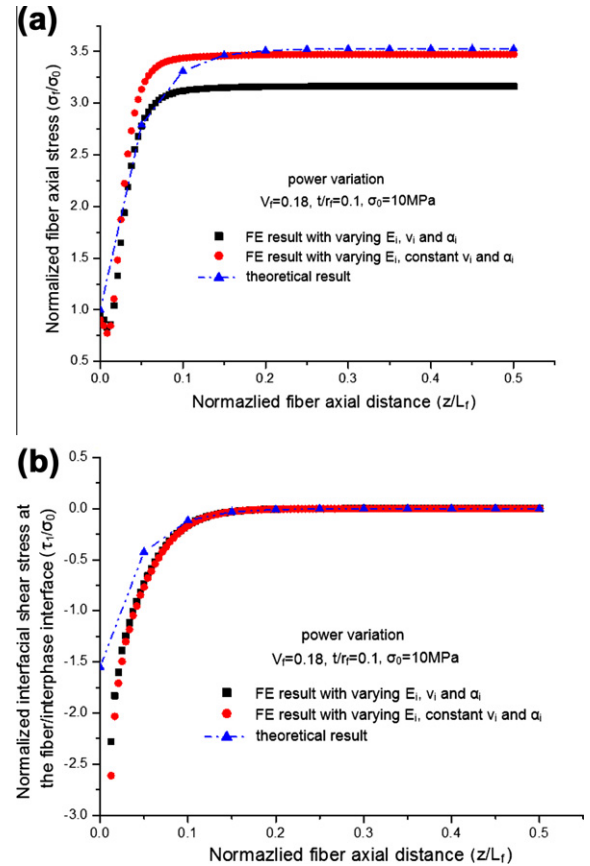 (a)
Normalized fiber axial stress (σf/σ0)
3.5
3.0
2.5
2.0
1.5
1.0
0.5
power variation
Vf=0.18, t/rf=0.1, σ0=10MPa
FE result with varying Ei, νi and αi
FE result with varying Ei, constant νi and αi
theoretical result
0.0 0.1 0.2 0.3 0.4 0.5
Normazlied fiber axial distance (z/Lf)
(b)
Normalized interfacial shear stress at
the fiber/interphase interface (τ1/σ0)
0.5
0.0
-0.5
-1.0
-1.5
-2.0
-2.5
-3.0
power variation
Vf=0.18, t/rf=0.1, σ0=10MPa
FE result with varying Ei, νi and αi
FE result with varying Ei, constant νi and αi
theoretical result
0.0 0.1 0.2 0.3 0.4 0.5
Normazlied fiber axial distance (z/Lf)